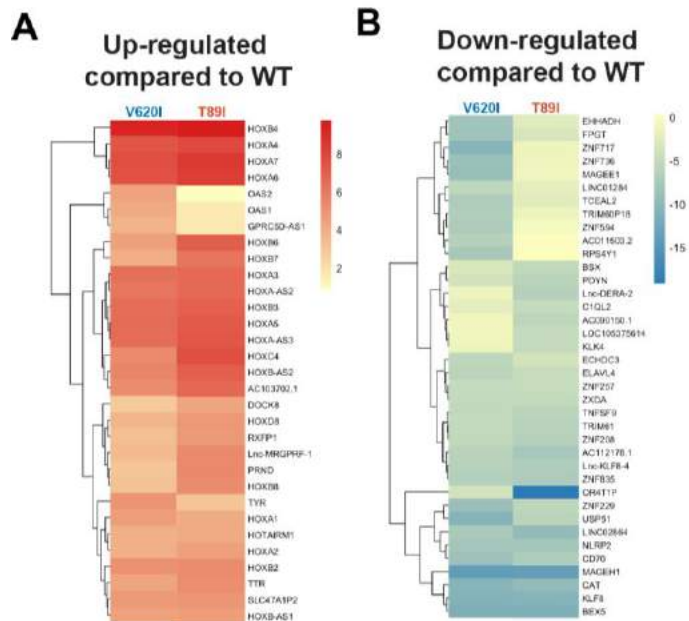 A
Up-regulated
compared to WT
V620I T89I
HOXB4
HOXA4
HOXA7
HOXA6
OAS2
OAS1
GPRC5D-AS1
HOXB6
HOXB7
HOXA3
HOXA-AS2
HOXB3
HOXA5
HOXA-AS3
HOXC4
HOXB-AS2
AC103702.1
DOCK8
HOXD8
RXFP1
Lnc-MRGPRF-1
PRND
HOXB8
TYR
HOXA1
HOTAIRM1
HOXA2
HOXB2
TTR
SLC47A1P2
HOXB-AS1
8
6
4
2
B
Down-regulated
compared to WT
V620I T89I
EHHADH
FPGT
ZNF717
ZNF736
MAGEE1
LINC01284
TCEAL2
TRIM60P18
ZNF594
AC011603.2
RPS4Y1
BSX
PDYN
Lnc-DERA-2
C1QL2
AC090150.1
LOC105375614
KLK4
ECHDC3
ELAVL4
ZNF257
ZXDA
TNFSF9
TRIM61
ZNF208
AC112178.1
Lnc-KLF8-4
ZNF835
OR4T1P
ZNF229
USP51
LINC02664
NLRP2
CD70
MAGEH1
CAT
KLF8
BEX5
0
-5
-10
-15